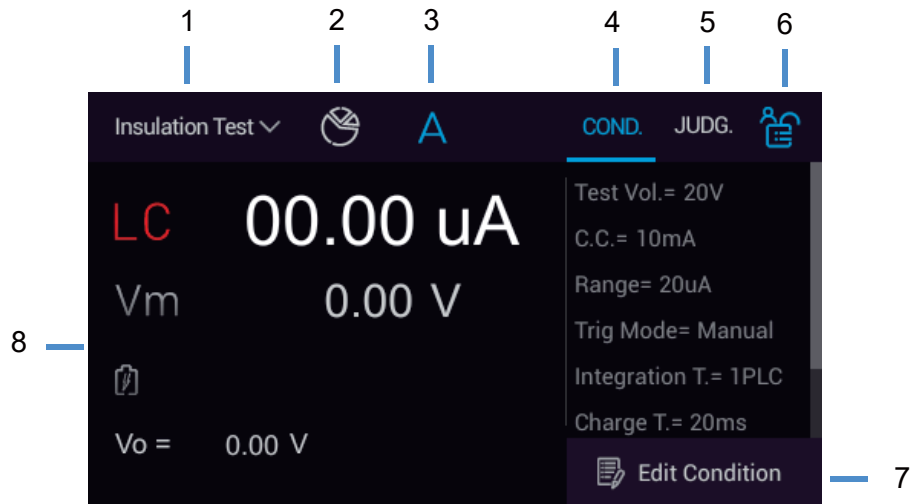 1 2 3 4 5 6
Insulation Test A COND. JUDG.
LC 00.00 uA
Vm 0.00 V
8
Vo = 0.00 V
Test Vol.= 20V
C.C.= 10mA
Range= 20uA
Trig Mode= Manual
Integration T.= 1PLC
Charge T.= 20ms
Edit Condition 7